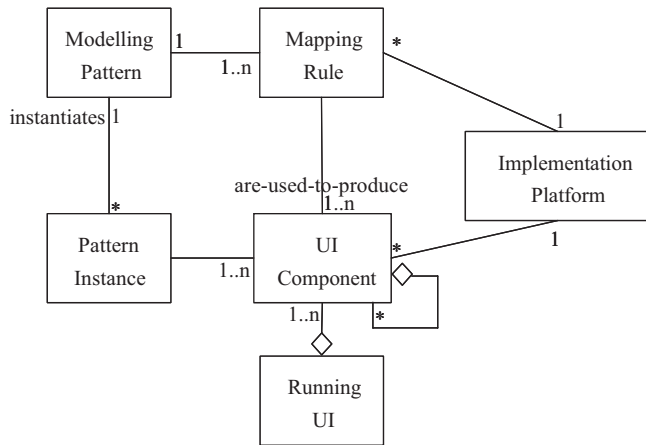 Modelling
Pattern
1
1..n
Mapping
Rule
*
instantiates 1
1
Implementation
Platform
are-used-to-produce
1..n
*
Pattern
Instance
1..n
UI
Component
*
1
1..n
*
Running
UI